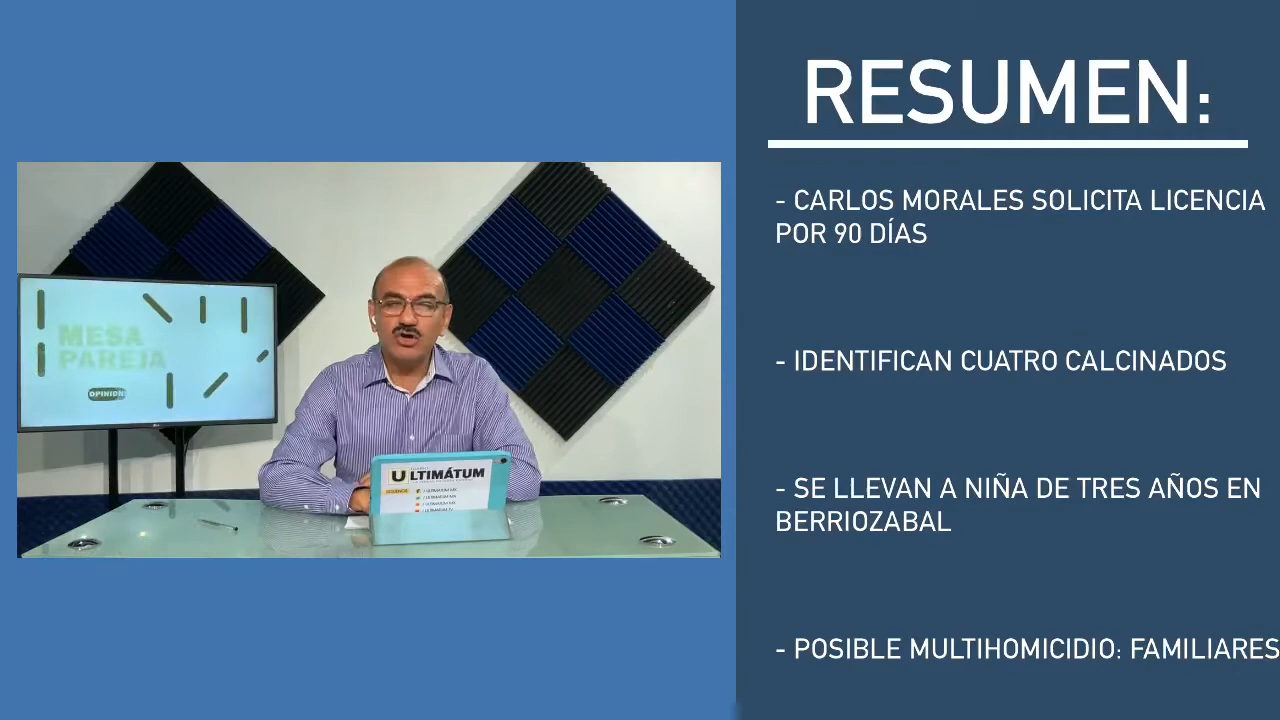 RESUMEN:
- CARLOS MORALES SOLICITA LICENCIA
POR 90 DÍAS
- IDENTIFICAN CUATRO CALCINADOS
- SE LLEVAN A NIÑA DE TRES AÑOS EN
BERRIOZABAL
- POSIBLE MULTIHOMICIDIO: FAMILIARES
MESA
PAREJA
OPINIÓN
ULTIMÁTUM